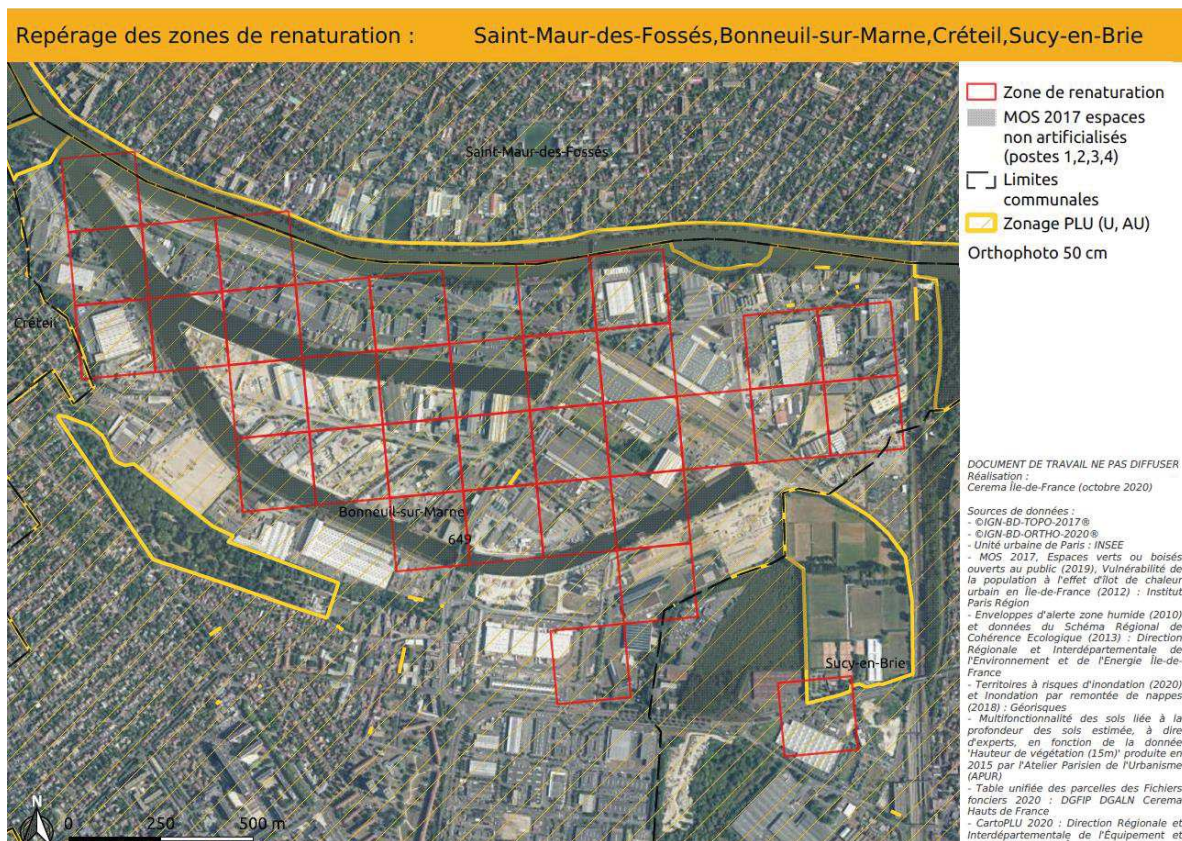 Repérage des zones de renaturation : Saint-Maur-des-Fossés,Bonneuil-sur-Marne,Créteil,Sucy-en-Brie
Saint-Maur-des-Fossés
Créteil
Bonneuil-sur-Marne
649
Sucy-en-Brie
N
0 250 500 m
Zone de renaturation
MOS 2017 espaces
non artificialisés
(postes 1,2,3,4)
Limites
communales
Zonage PLU (U, AU)
Orthophoto 50 cm
DOCUMENT DE TRAVAIL NE PAS DIFFUSER
Réalisation :
Cerema Île-de-France (octobre 2020)
Sources de données :
- ©IGN-BD-TOPO-2017®
- ©IGN-BD-ORTHO-2020®
- Unité urbaine de Paris : INSEE
- MOS 2017, Espaces verts ou boisés
ouverts au public (2019), Vulnérabilité de
la population à l'effet d'îlot de chaleur
urbain en Île-de-France (2012) : Institut
Paris Région
- Enveloppes d'alerte zone humide (2010)
et données du Schéma Régional de
Cohérence Ecologique (2013) : Direction
Régionale et Interdépartementale de
l'Environnement et de l'Energie Île-de-
France
- Territoires à risques d'inondation (2020)
et Inondation par remontée de nappes
(2018) : Géorisques
- Multifonctionnalité des sols liée à la
profondeur des sols estimée, à dire
d'experts, en fonction de la donnée
'Hauteur de végétation (15m)' produite en
2015 par l'Atelier Parisien de l'Urbanisme
(APUR)
- Table unifiée des parcelles des Fichiers
fonciers 2020 : DGFIP DGALN Cerema
Hauts de France
- CartoPLU 2020 : Direction Régionale et
Interdépartementale de l'Équipement et